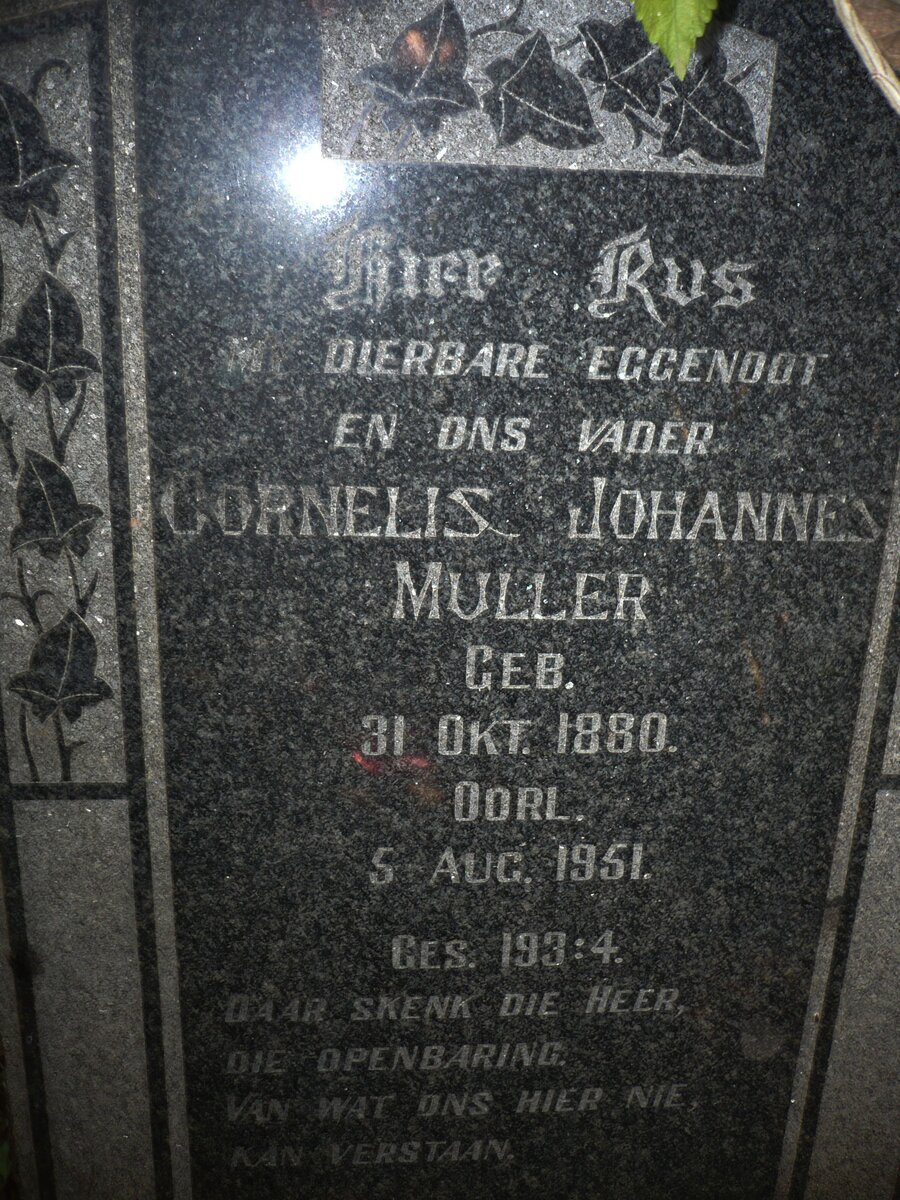 Hier Rus
MY DIERBARE EGGENOOT
EN ONS VADER
CORNELIS JOHANNES
MULLER
GEB.
31 OKT. 1880.
OORL.
5 AUG. 1951.
GES. 193:4.
DAAR SKENK DIE HEER,
DIE OPENBARING.
VAN WAT ONS HIER NIE,
KAN VERSTAAN.